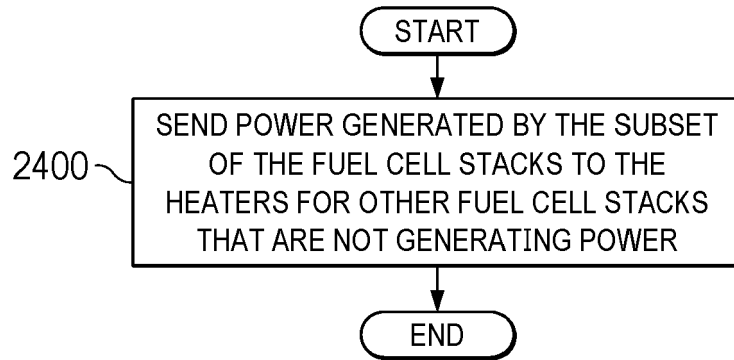 START
2400
SEND POWER GENERATED BY THE SUBSET
OF THE FUEL CELL STACKS TO THE
HEATERS FOR OTHER FUEL CELL STACKS
THAT ARE NOT GENERATING POWER
END